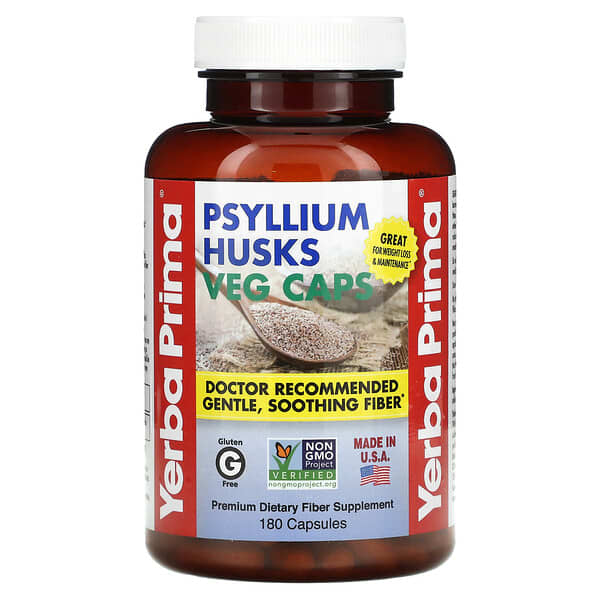 Yerba Prima®
PSYLLIUM
HUSKS
VEG CAPS
GREAT
FOR WEIGHT LOSS
& MAINTENANCE*
DOCTOR RECOMMENDED
GENTLE, SOOTHING FIBER*
Gluten
G
Free
NON
GMO
Project
VERIFIED
nongmoproject.org
MADE IN
U.S.A.
Premium Dietary Fiber Supplement
180 Capsules
Yerba Prima®